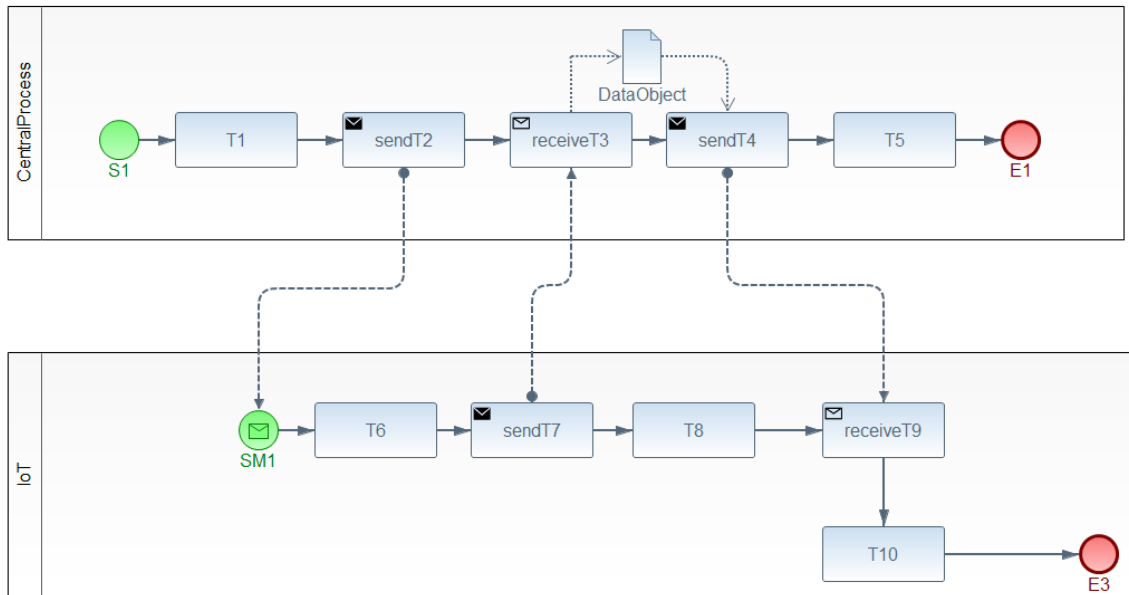 CentralProcess
DataObject
T1
sendT2
receiveT3
sendT4
T5
S1
E1
IoT
T6
sendT7
T8
receiveT9
SM1
T10
E3